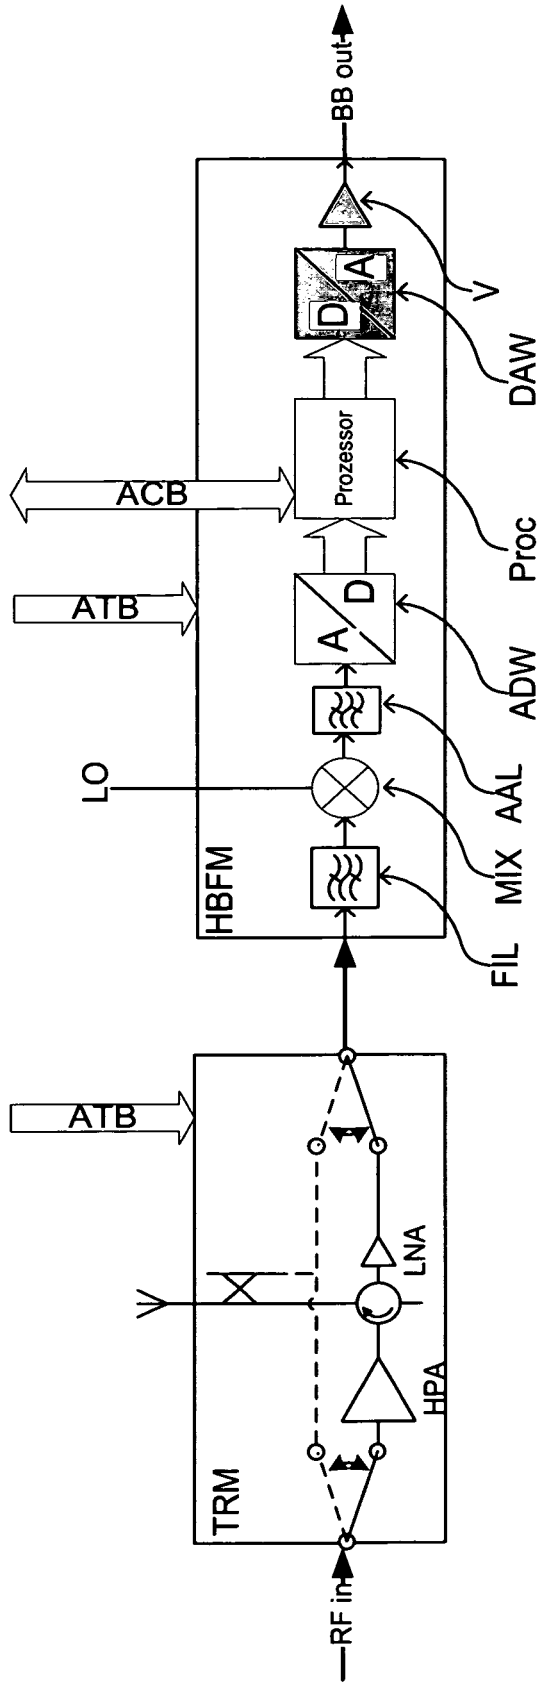 RF in
TRM
HPA
LNA
ATB
HBFM
LO
ATB
ACB
A
D
Prozessor
D
A
BB out
FIL
MIX
AAL
ADW
Proc
DAW
V